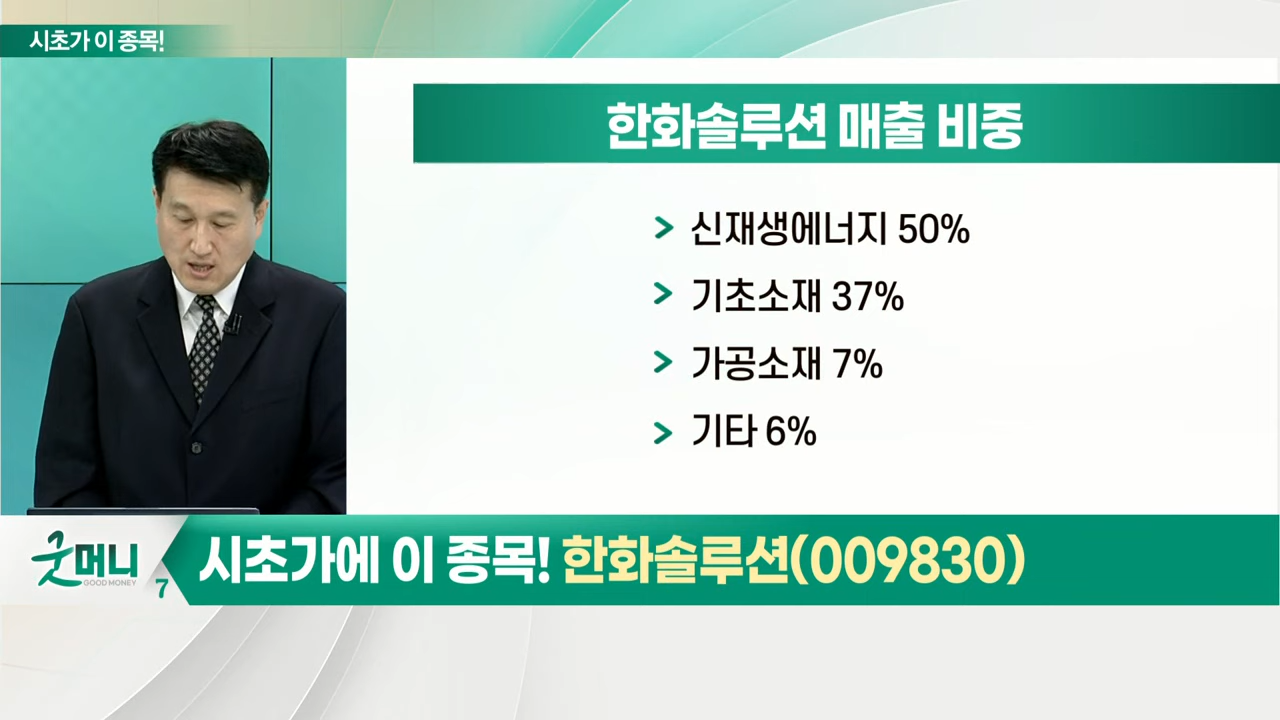 시초가 이 종목!
한화솔루션 매출 비중
> 신재생에너지 50%
> 기초소재 37%
> 가공소재 7%
> 기타 6%
굿머니
GOOD MONEY
7
시초가에 이 종목! 한화솔루션(009830)